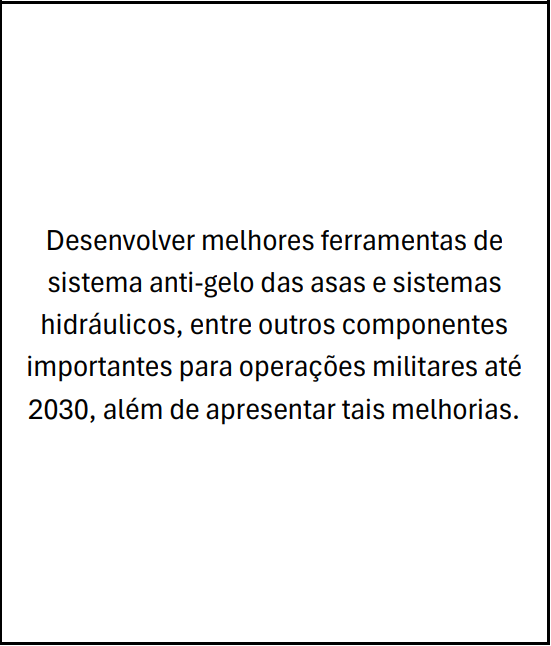 Desenvolver melhores ferramentas de
sistema anti-gelo das asas e sistemas
hidráulicos, entre outros componentes
importantes para operações militares até
2030, além de apresentar tais melhorias.